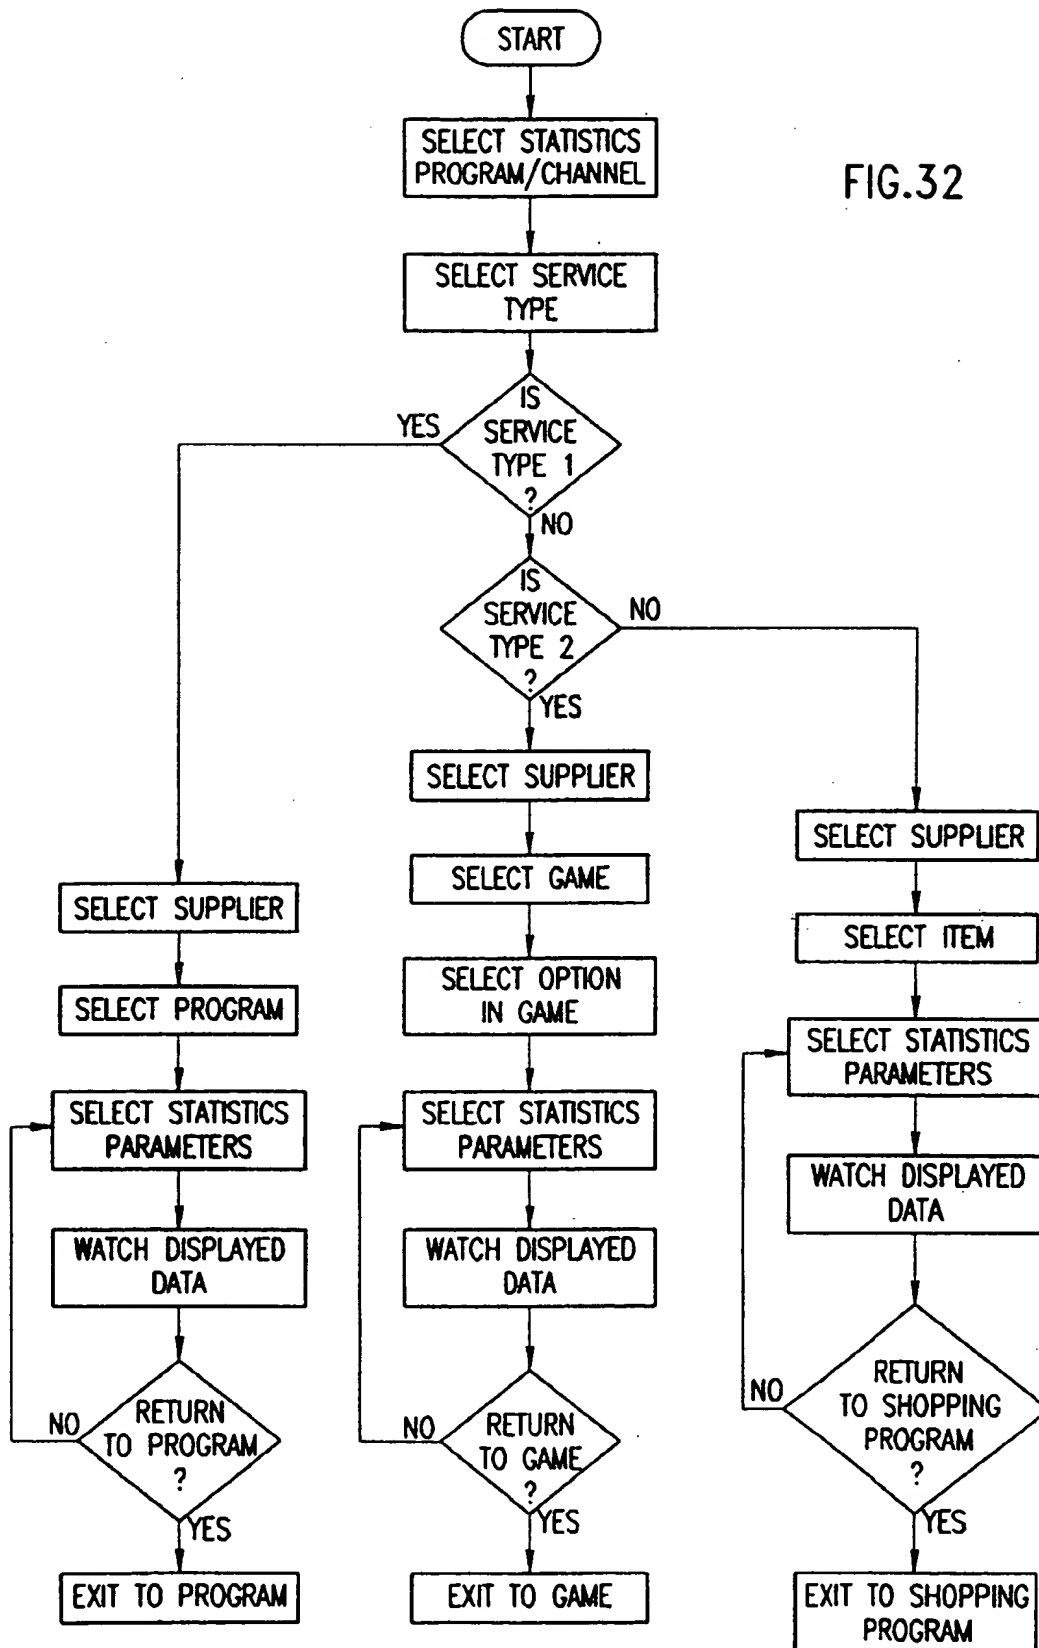 START
SELECT STATISTICS
PROGRAM/CHANNEL
FIG.32
SELECT SERVICE
TYPE
IS
SERVICE
TYPE 1
?
YES
NO
IS
SERVICE
TYPE 2
?
NO
YES
SELECT SUPPLIER
SELECT PROGRAM
SELECT STATISTICS
PARAMETERS
WATCH DISPLAYED
DATA
RETURN
TO PROGRAM
?
NO
YES
EXIT TO PROGRAM
SELECT SUPPLIER
SELECT GAME
SELECT OPTION
IN GAME
SELECT STATISTICS
PARAMETERS
WATCH DISPLAYED
DATA
RETURN
TO GAME
?
NO
YES
EXIT TO GAME
SELECT SUPPLIER
SELECT ITEM
SELECT STATISTICS
PARAMETERS
WATCH DISPLAYED
DATA
RETURN
TO SHOPPING
PROGRAM
?
NO
YES
EXIT TO SHOPPING
PROGRAM